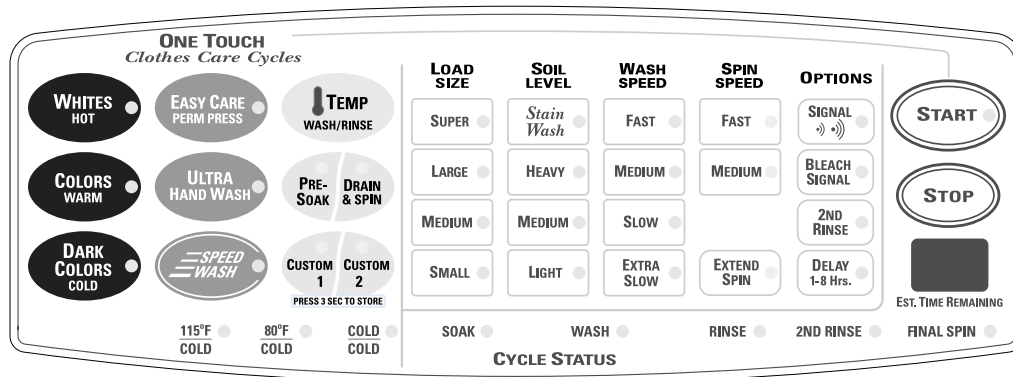 ONE TOUCH
Clothes Care Cycles
WHITES
HOT
EASY CARE
PERM PRESS
TEMP
WASH/RINSE
COLORS
WARM
ULTRA
HAND WASH
PRE-
SOAK
DRAIN
& SPIN
DARK
COLORS
COLD
SPEED
WASH
CUSTOM
1
CUSTOM
2
PRESS 3 SEC TO STORE
115°F
COLD
80°F
COLD
COLD
COLD
LOAD
SIZE
SUPER
LARGE
MEDIUM
SMALL
SOIL
LEVEL
Stain
Wash
HEAVY
MEDIUM
LIGHT
WASH
SPEED
FAST
MEDIUM
SLOW
EXTRA
SLOW
SPIN
SPEED
FAST
MEDIUM
EXTEND
SPIN
OPTIONS
SIGNAL
BLEACH
SIGNAL
2ND
RINSE
DELAY
1-8 Hrs.
START
STOP
EST. TIME REMAINING
SOAK
WASH
RINSE
2ND RINSE
FINAL SPIN
CYCLE STATUS